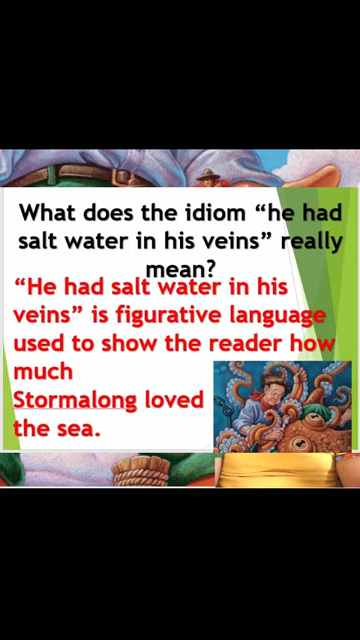 What does the idiom “he had
salt water in his veins” really
mean?
“He had salt water in his
veins” is figurative language
used to show the reader how
much
Stormalong loved
the sea.